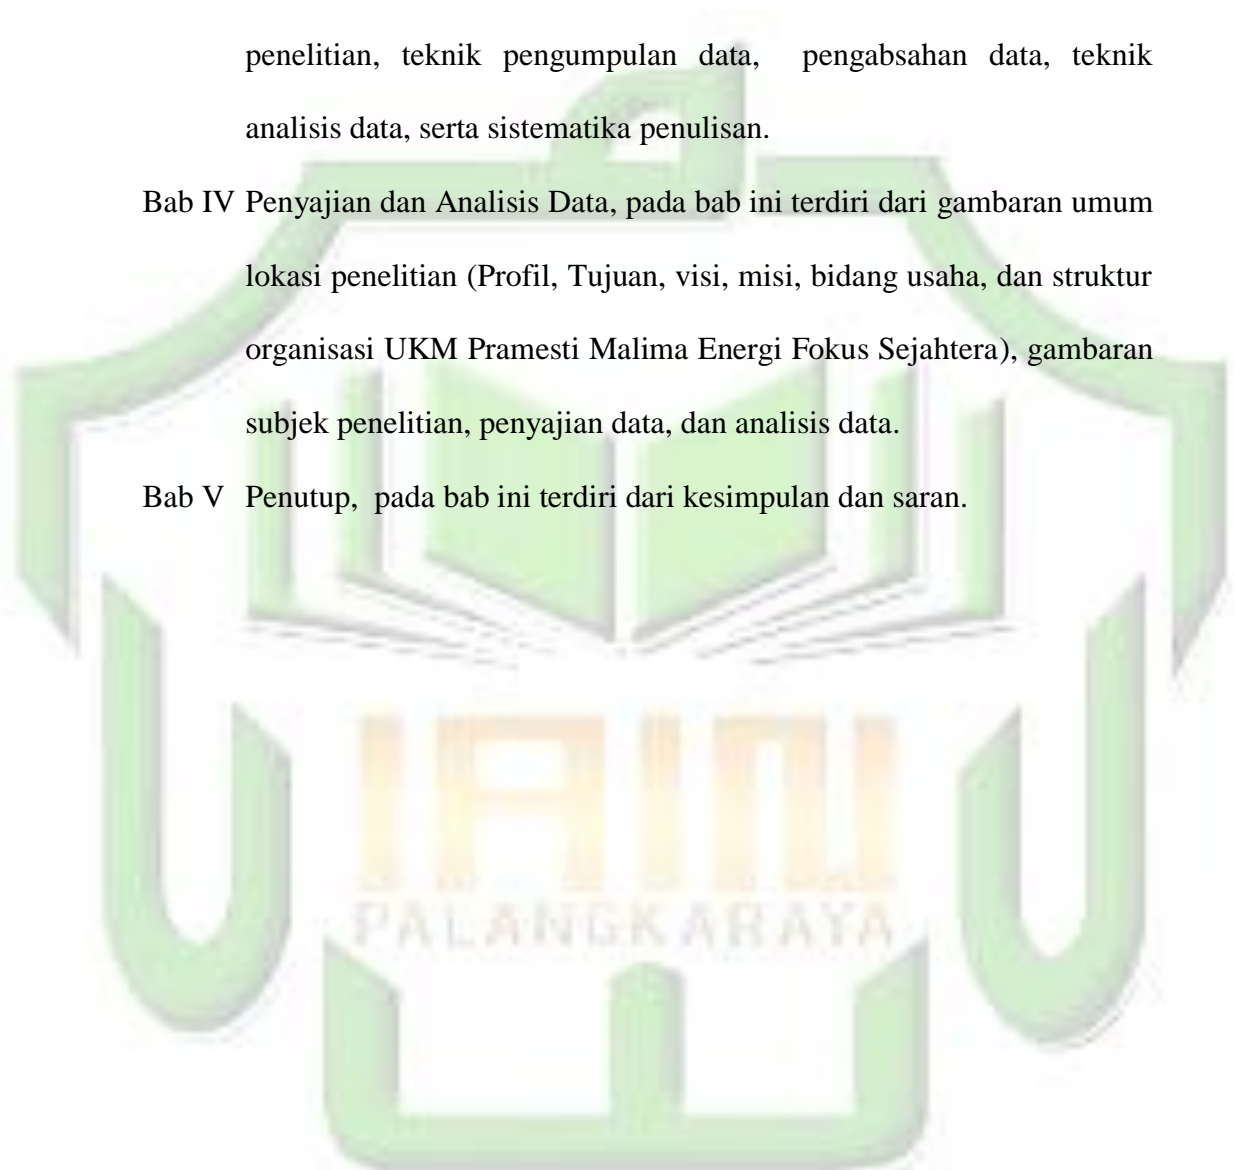 penelitian, teknik pengumpulan data, pengabsahan data, teknik
analisis data, serta sistematika penulisan.
Bab IV Penyajian dan Analisis Data, pada bab ini terdiri dari gambaran umum
lokasi penelitian (Profil, Tujuan, visi, misi, bidang usaha, dan struktur
organisasi UKM Pramesti Malima Energi Fokus Sejahtera), gambaran
subjek penelitian, penyajian data, dan analisis data.
Bab V Penutup, pada bab ini terdiri dari kesimpulan dan saran.
IAIN
PALANGKARAYA